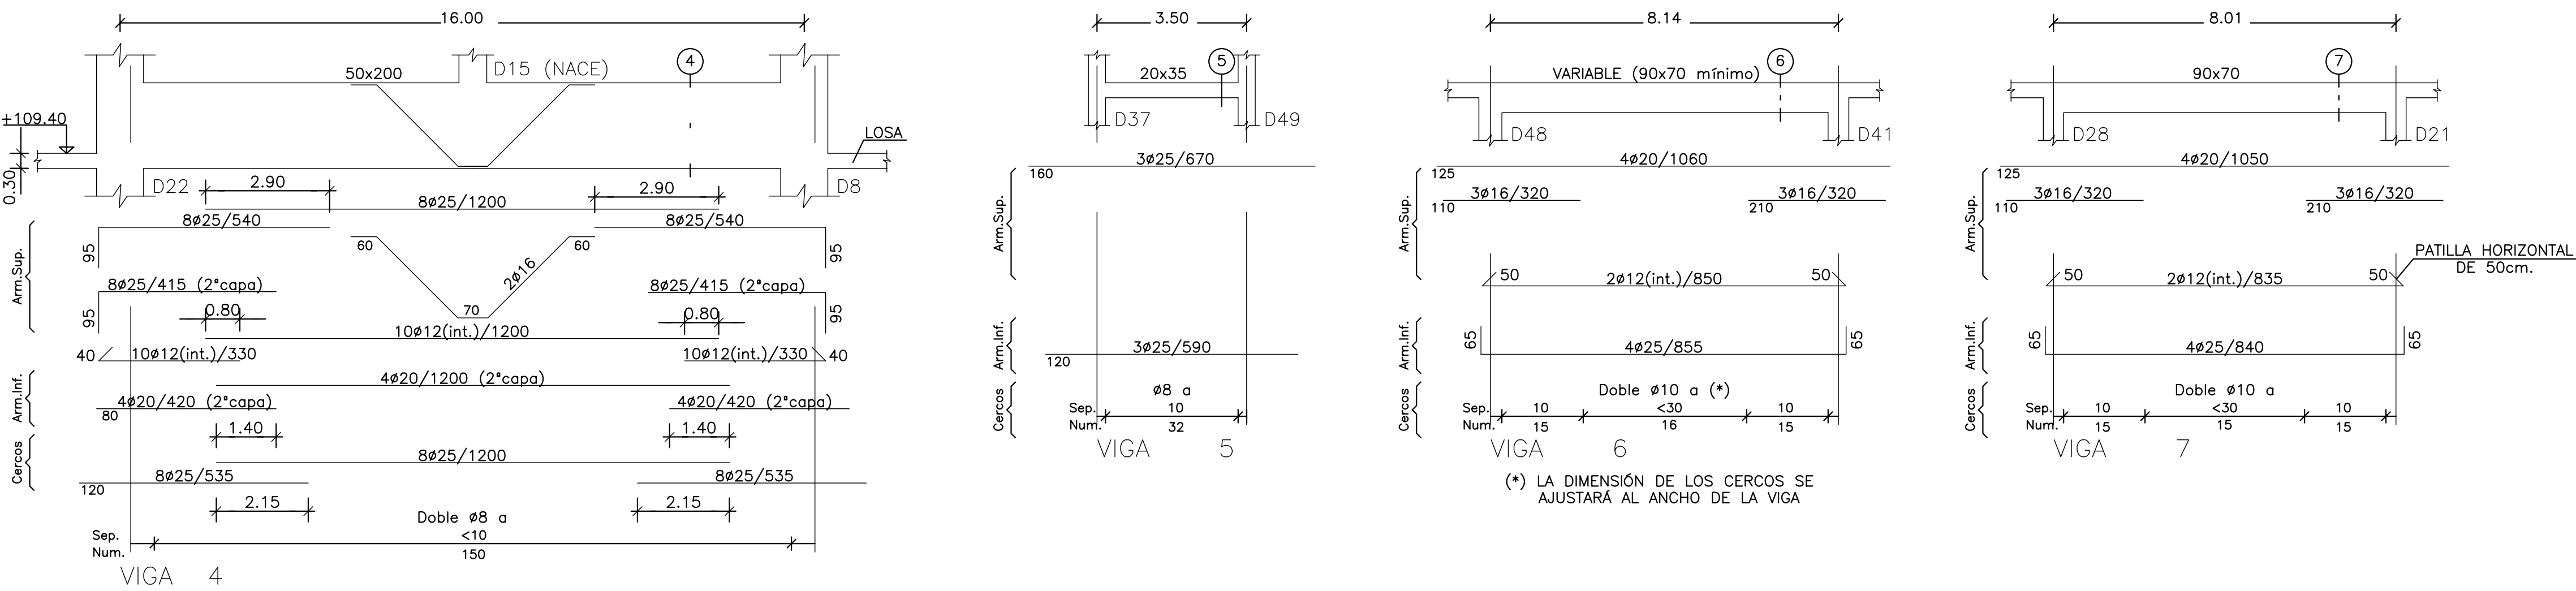 16.00
50x200
D15 (NACE)
4
+109.40
0.30
LOSA
D22
D8
2.90
2.90
8ø25/1200
8ø25/540
8ø25/540
95
95
60
60
2ø16
70
Arm.Sup.
8ø25/415 (2ªcapa)
8ø25/415 (2ªcapa)
95
95
0.80
0.80
10ø12(int.)/1200
40
10ø12(int.)/330
10ø12(int.)/330
40
Arm.Inf.
4ø20/1200 (2ªcapa)
4ø20/420 (2ªcapa)
4ø20/420 (2ªcapa)
80
1.40
1.40
Cercos
8ø25/1200
8ø25/535
8ø25/535
120
2.15
2.15
Doble ø8 a
Sep.
<10
Num.
150
VIGA 4
3.50
20x35
5
D37
D49
3ø25/670
160
Arm.Sup.
Arm.Inf.
3ø25/590
120
Cercos
ø8 a
Sep.
10
Num.
32
VIGA 5
8.14
VARIABLE (90x70 mínimo)
6
D48
D41
4ø20/1060
125
3ø16/320
3ø16/320
110
210
Arm.Sup.
50
50
2ø12(int.)/850
Arm.Inf.
65
65
4ø25/855
Cercos
Doble ø10 a (*)
Sep.
10
<30
10
Num.
15
16
15
VIGA 6
(*) LA DIMENSIÓN DE LOS CERCOS SE
AJUSTARÁ AL ANCHO DE LA VIGA
8.01
90x70
7
D28
D21
4ø20/1050
125
3ø16/320
3ø16/320
110
210
Arm.Sup.
PATILLA HORIZONTAL
DE 50cm.
50
50
2ø12(int.)/835
Arm.Inf.
65
65
4ø25/840
Cercos
Doble ø10 a
Sep.
10
<30
10
Num.
15
15
15
VIGA 7